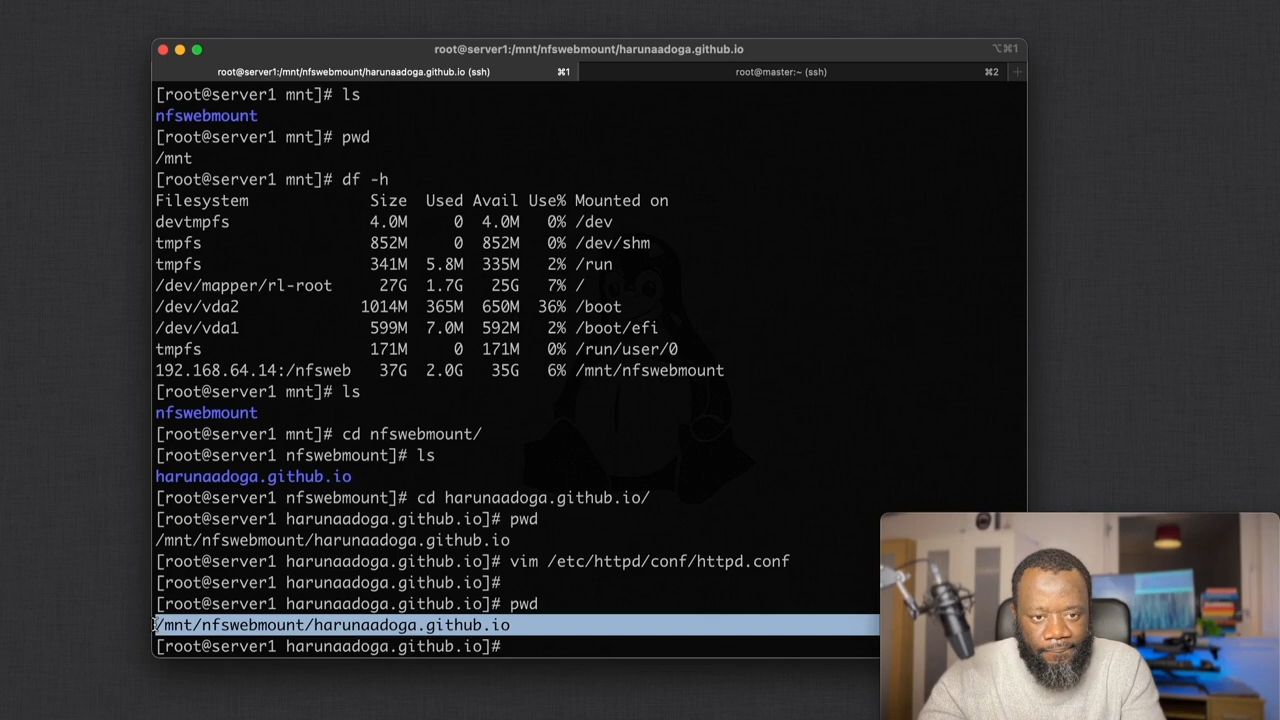 root@server1:/mnt/nfswebmount/harunaadoga.github.io
⌥⌘1
root@server1:/mnt/nfswebmount/harunaadoga.github.io (ssh) ⌘1 root@master:~ (ssh) ⌘2 +
[root@server1 mnt]# ls
nfswebmount
[root@server1 mnt]# pwd
/mnt
[root@server1 mnt]# df -h
Filesystem Size Used Avail Use% Mounted on
devtmpfs 4.0M 0 4.0M 0% /dev
tmpfs 852M 0 852M 0% /dev/shm
tmpfs 341M 5.8M 335M 2% /run
/dev/mapper/rl-root 27G 1.7G 25G 7% /
/dev/vda2 1014M 365M 650M 36% /boot
/dev/vda1 599M 7.0M 592M 2% /boot/efi
tmpfs 171M 0 171M 0% /run/user/0
192.168.64.14:/nfsweb 37G 2.0G 35G 6% /mnt/nfswebmount
[root@server1 mnt]# ls
nfswebmount
[root@server1 mnt]# cd nfswebmount/
[root@server1 nfswebmount]# ls
harunaadoga.github.io
[root@server1 nfswebmount]# cd harunaadoga.github.io/
[root@server1 harunaadoga.github.io]# pwd
/mnt/nfswebmount/harunaadoga.github.io
[root@server1 harunaadoga.github.io]# vim /etc/httpd/conf/httpd.conf
[root@server1 harunaadoga.github.io]#
[root@server1 harunaadoga.github.io]# pwd
/mnt/nfswebmount/harunaadoga.github.io
[root@server1 harunaadoga.github.io]#